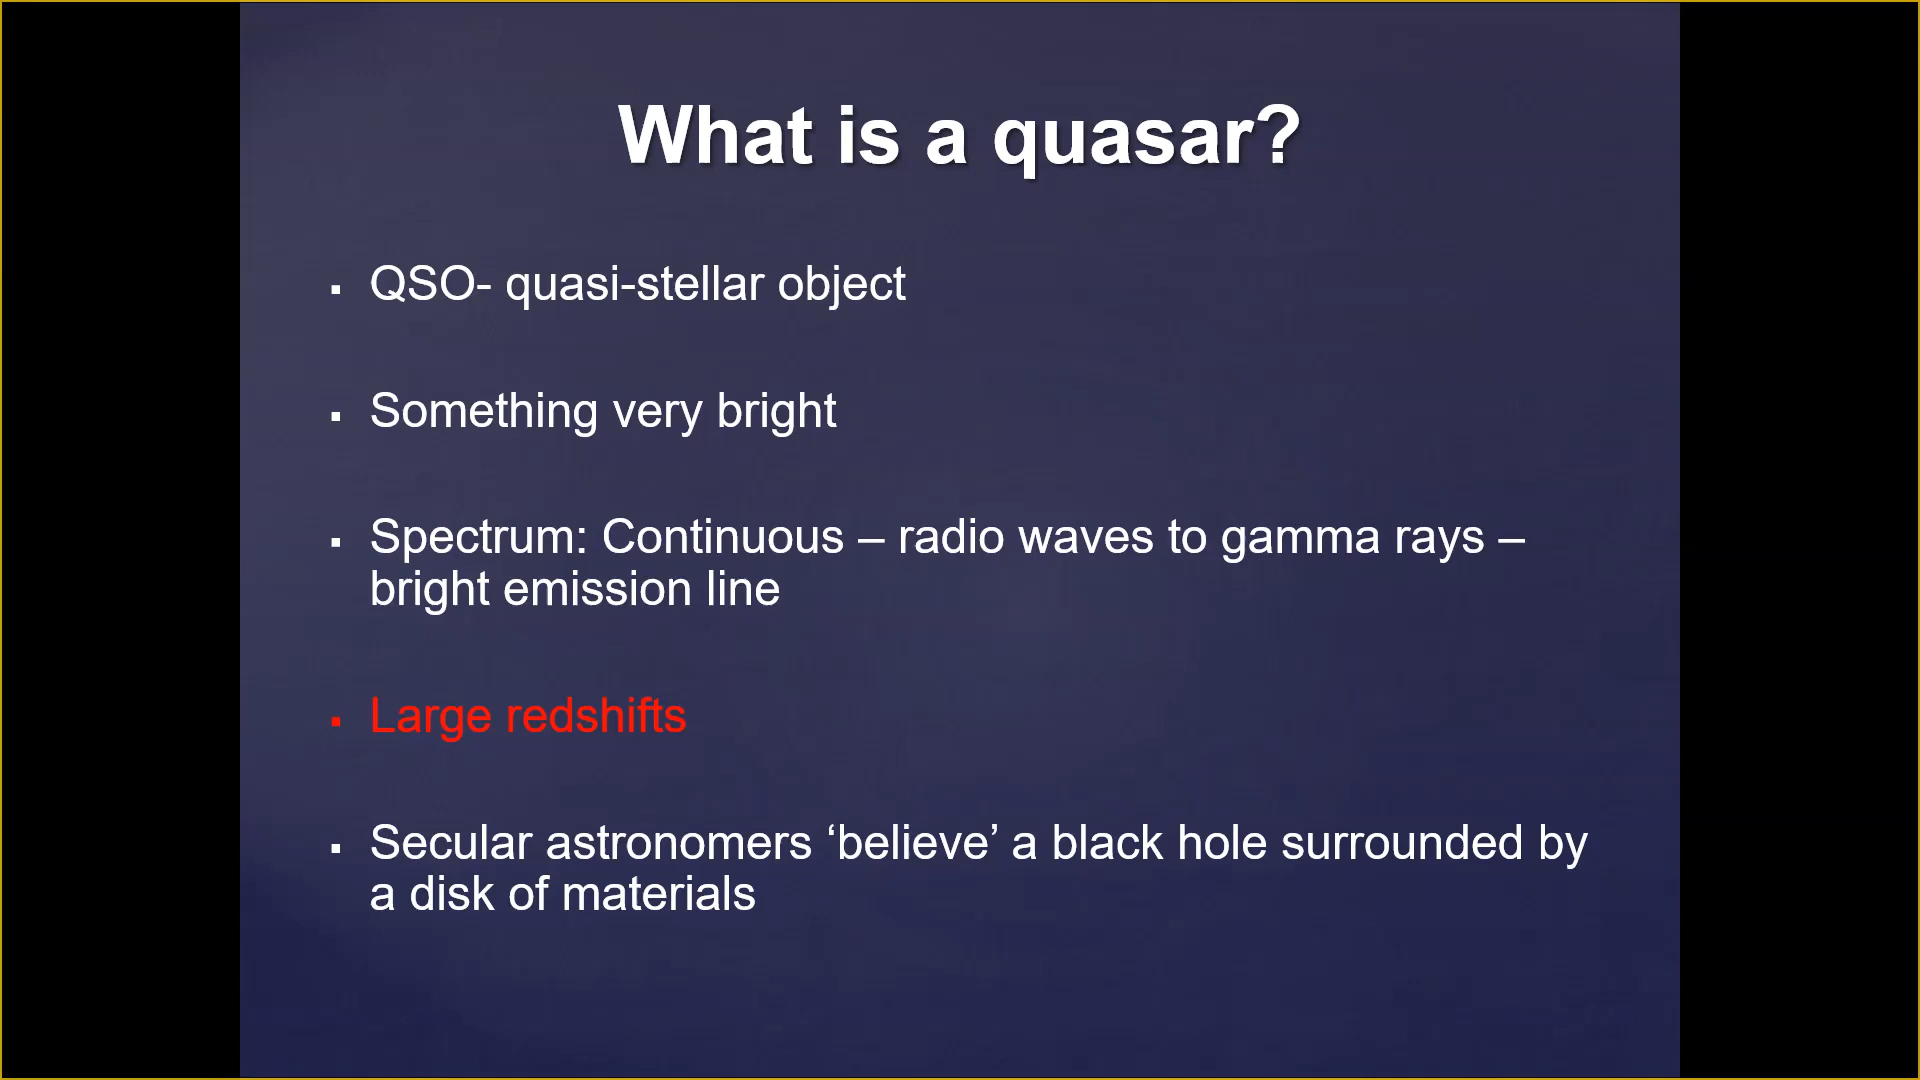 What is a quasar?
▪ QSO- quasi-stellar object
▪ Something very bright
▪ Spectrum: Continuous – radio waves to gamma rays –
bright emission line
▪ Large redshifts
▪ Secular astronomers ‘believe’ a black hole surrounded by
a disk of materials